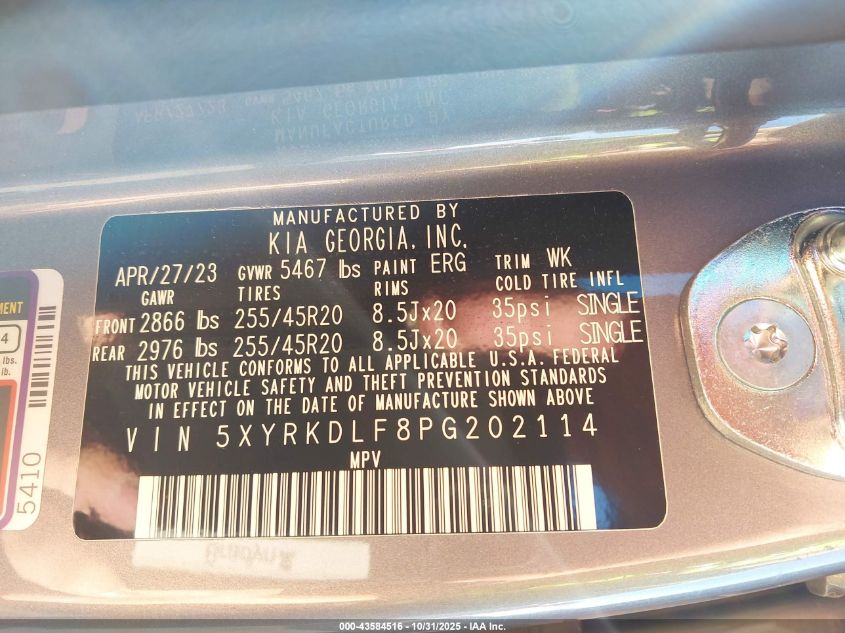 MANUFACTURED BY
KIA GEORGIA, INC.
APR/27/23 GVWR 5467 lbs PAINT ERG TRIM WK
GAWR TIRES RIMS COLD TIRE INFL
FRONT 2866 lbs 255/45R20 8.5Jx20 35psi SINGLE
REAR 2976 lbs 255/45R20 8.5Jx20 35psi SINGLE
THIS VEHICLE CONFORMS TO ALL APPLICABLE U.S.A. FEDERAL
MOTOR VEHICLE SAFETY AND THEFT PREVENTION STANDARDS
IN EFFECT ON THE DATE OF MANUFACTURE SHOWN ABOVE
VIN 5XYRKDLF8PG202114
MPV
4
lbs.
lb.
5410
000-43584516 - 10/31/2025 - IAA Inc.